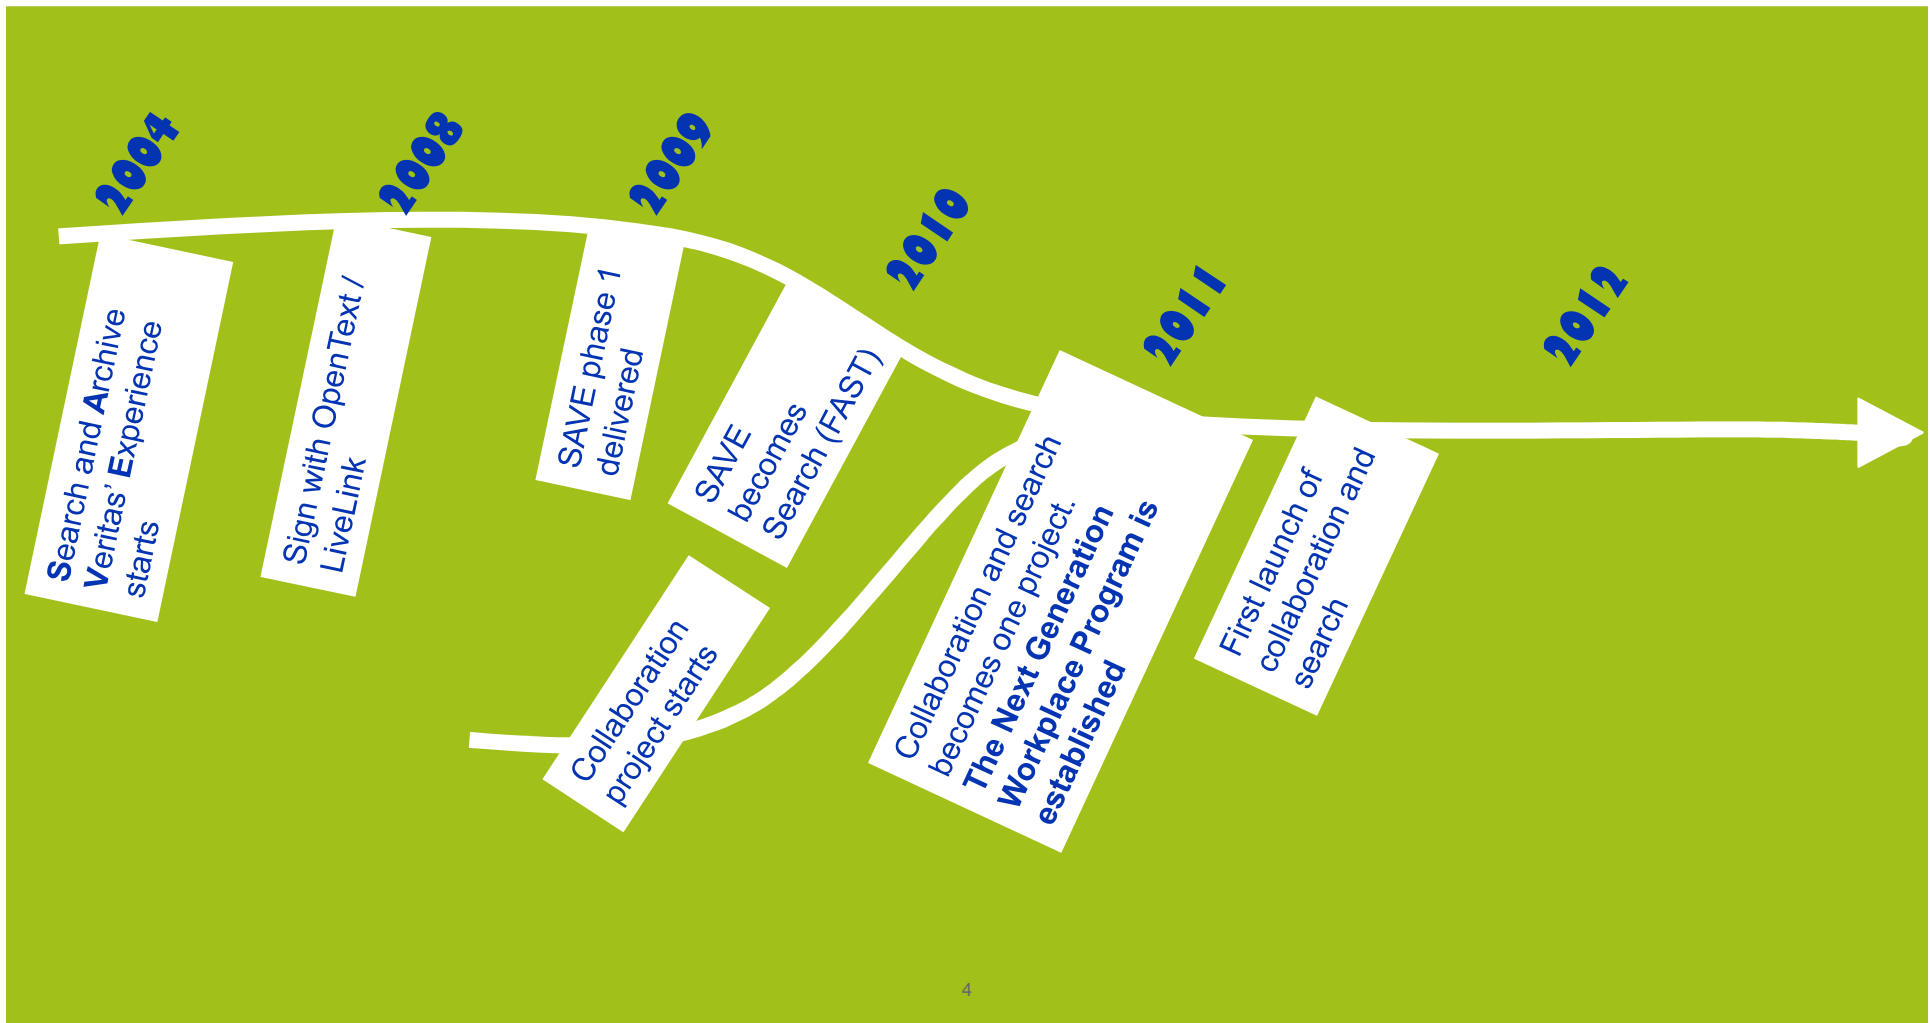 2004
2008
2009
2010
2011
2012
Search and Archive
Veritas’ Experience
starts
Sign with OpenText /
LiveLink
SAVE phase 1
delivered
SAVE
becomes
Search (FAST)
Collaboration
project starts
Collaboration and search
becomes one project.
The Next Generation
Workplace Program is
established
First launch of
collaboration and
search
4